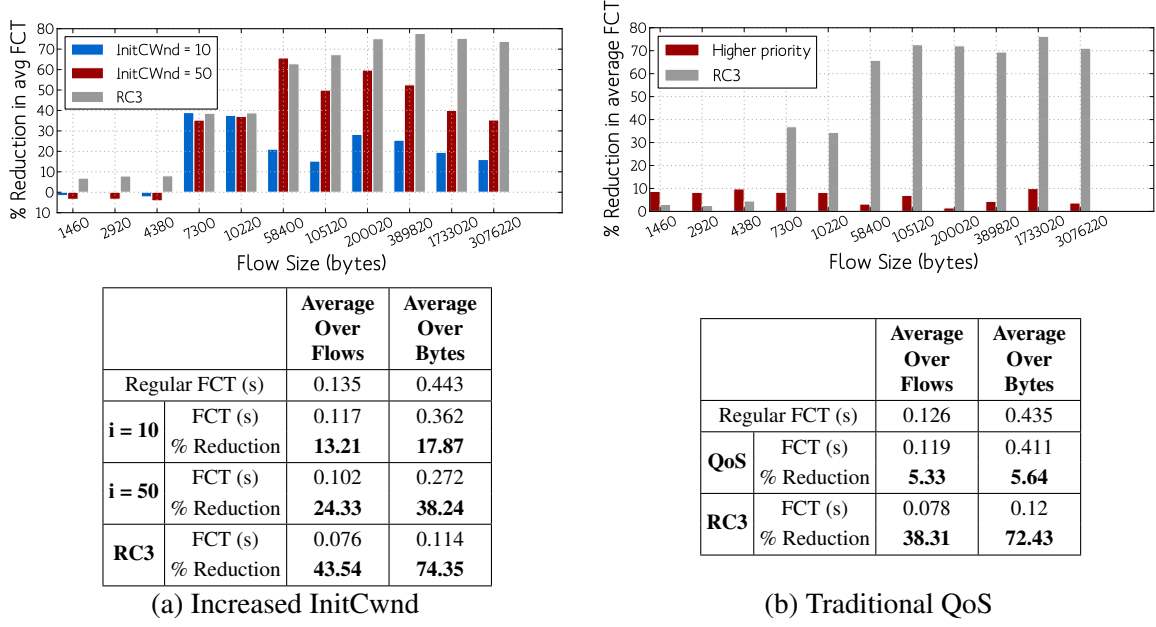 % Reduction in avg FCT
80
70
60
50
40
30
20
10
0
10
InitCWnd = 10
InitCWnd = 50
RC3
1460
2920
4380
7300
10220
58400
105120
200020
389820
1733020
3076220
Flow Size (bytes)
Average Over Flows
Average Over Bytes
Regular FCT (s) 0.135 0.443
i = 10 FCT (s) 0.117 0.362
% Reduction 13.21 17.87
i = 50 FCT (s) 0.102 0.272
% Reduction 24.33 38.24
RC3 FCT (s) 0.076 0.114
% Reduction 43.54 74.35
(a) Increased InitCwnd
% Reduction in average FCT
80
70
60
50
40
30
20
10
0
Higher priority
RC3
1460
2920
4380
7300
10220
58400
105120
200020
389820
1733020
3076220
Flow Size (bytes)
Average Over Flows
Average Over Bytes
Regular FCT (s) 0.126 0.435
QoS FCT (s) 0.119 0.411
% Reduction 5.33 5.64
RC3 FCT (s) 0.078 0.12
% Reduction 38.31 72.43
(b) Traditional QoS